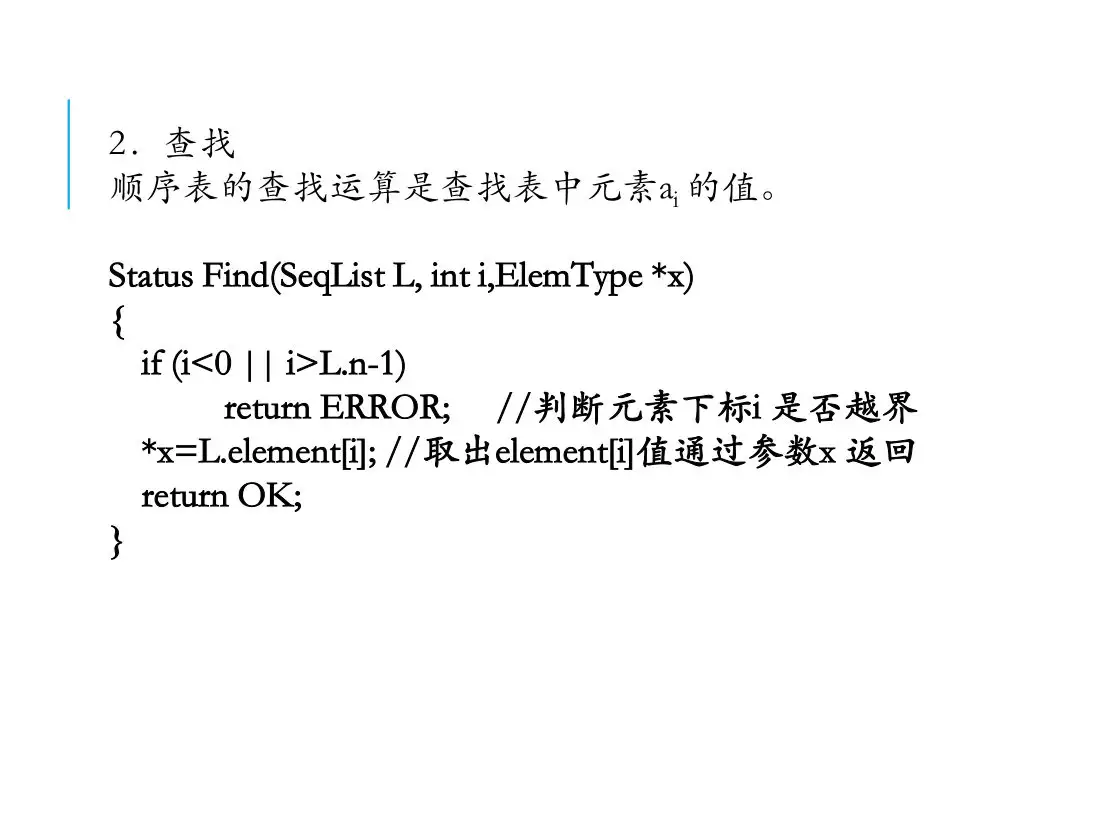 2. 查找
顺序表的查找运算是查找表中元素ai 的值。
Status Find(SeqList L, int i,ElemType *x)
{
if (i<0 || i>L.n-1)
return ERROR; //判断元素下标i 是否越界
*x=L.element[i]; //取出element[i]值通过参数x 返回
return OK;
}